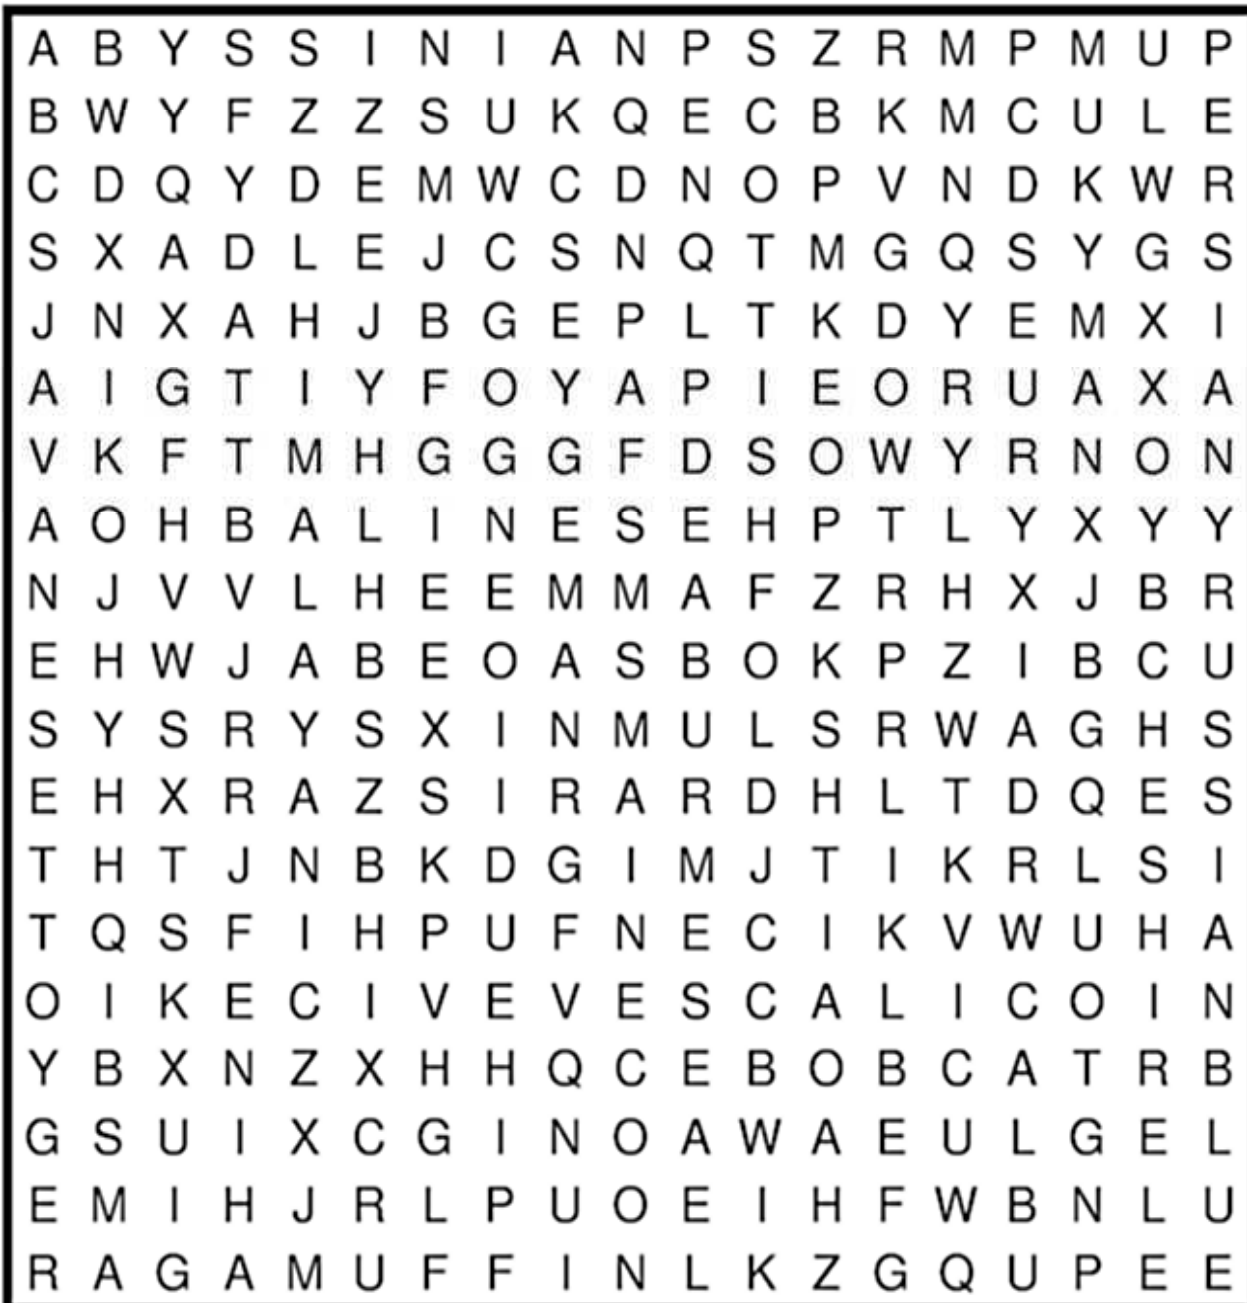 A B Y S S I N I A N P S Z R M P M U P
B W Y F Z Z S U K Q E C B K M C U L E
C D Q Y D E M W C D N O P V N D K W R
S X A D L E J C S N Q T M G Q S Y G S
J N X A H J B G E P L T K D Y E M X I
A I G T I Y F O Y A P I E O R U A X A
V K F T M H G G G F D S O W Y R N O N
A O H B A L I N E S E H P T L Y X Y Y
N J V V L H E E M M A F Z R H X J B R
E H W J A B E O A S B O K P Z I B C U
S Y S R Y S X I N M U L S R W A G H S
E H X R A Z S I R A R D H L T D Q E S
T H T J N B K D G I M J T I K R L S I
T Q S F I H P U F N E C I K V W U H A
O I K E C I V E V E S C A L I C O I N
Y B X N Z X H H Q C E B O B C A T R B
G S U I X C G I N O A W A E U L G E L
E M I H J R L P U O E I H F W B N L U
R A G A M U F F I N L K Z G Q U P E E